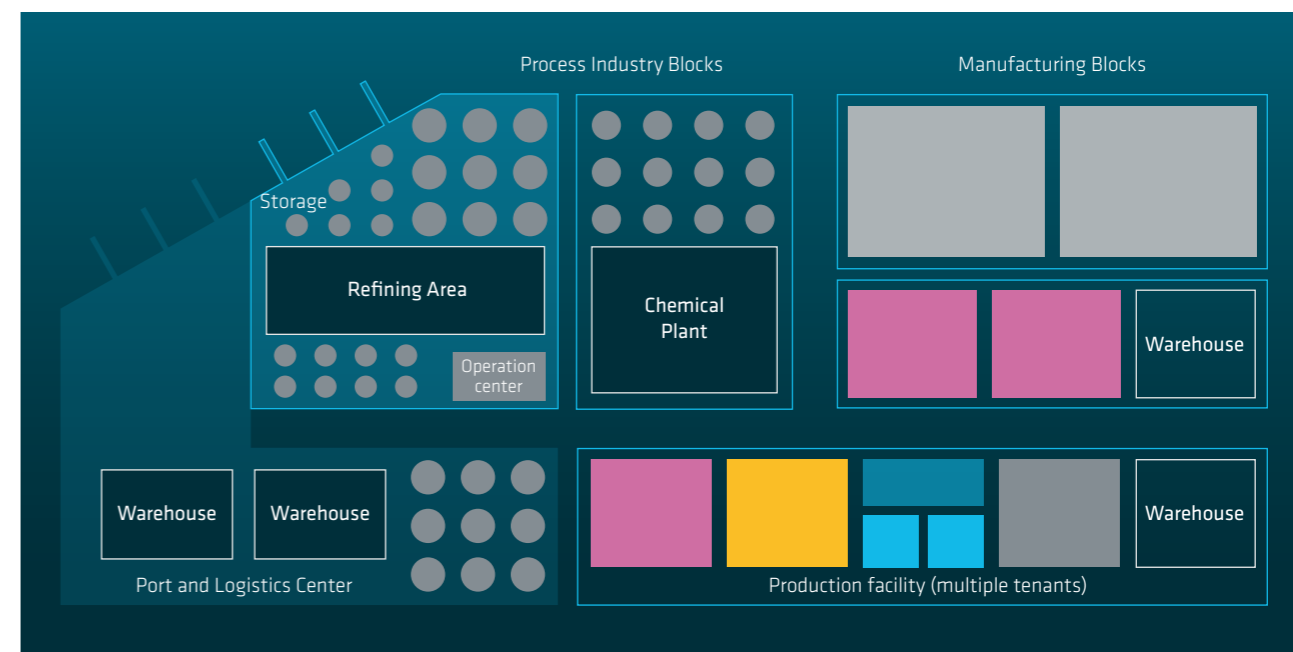 Process Industry Blocks
Manufacturing Blocks
Storage
Refining Area
Chemical
Plant
Warehouse
Operation
center
Warehouse
Warehouse
Warehouse
Port and Logistics Center
Production facility (multiple tenants)